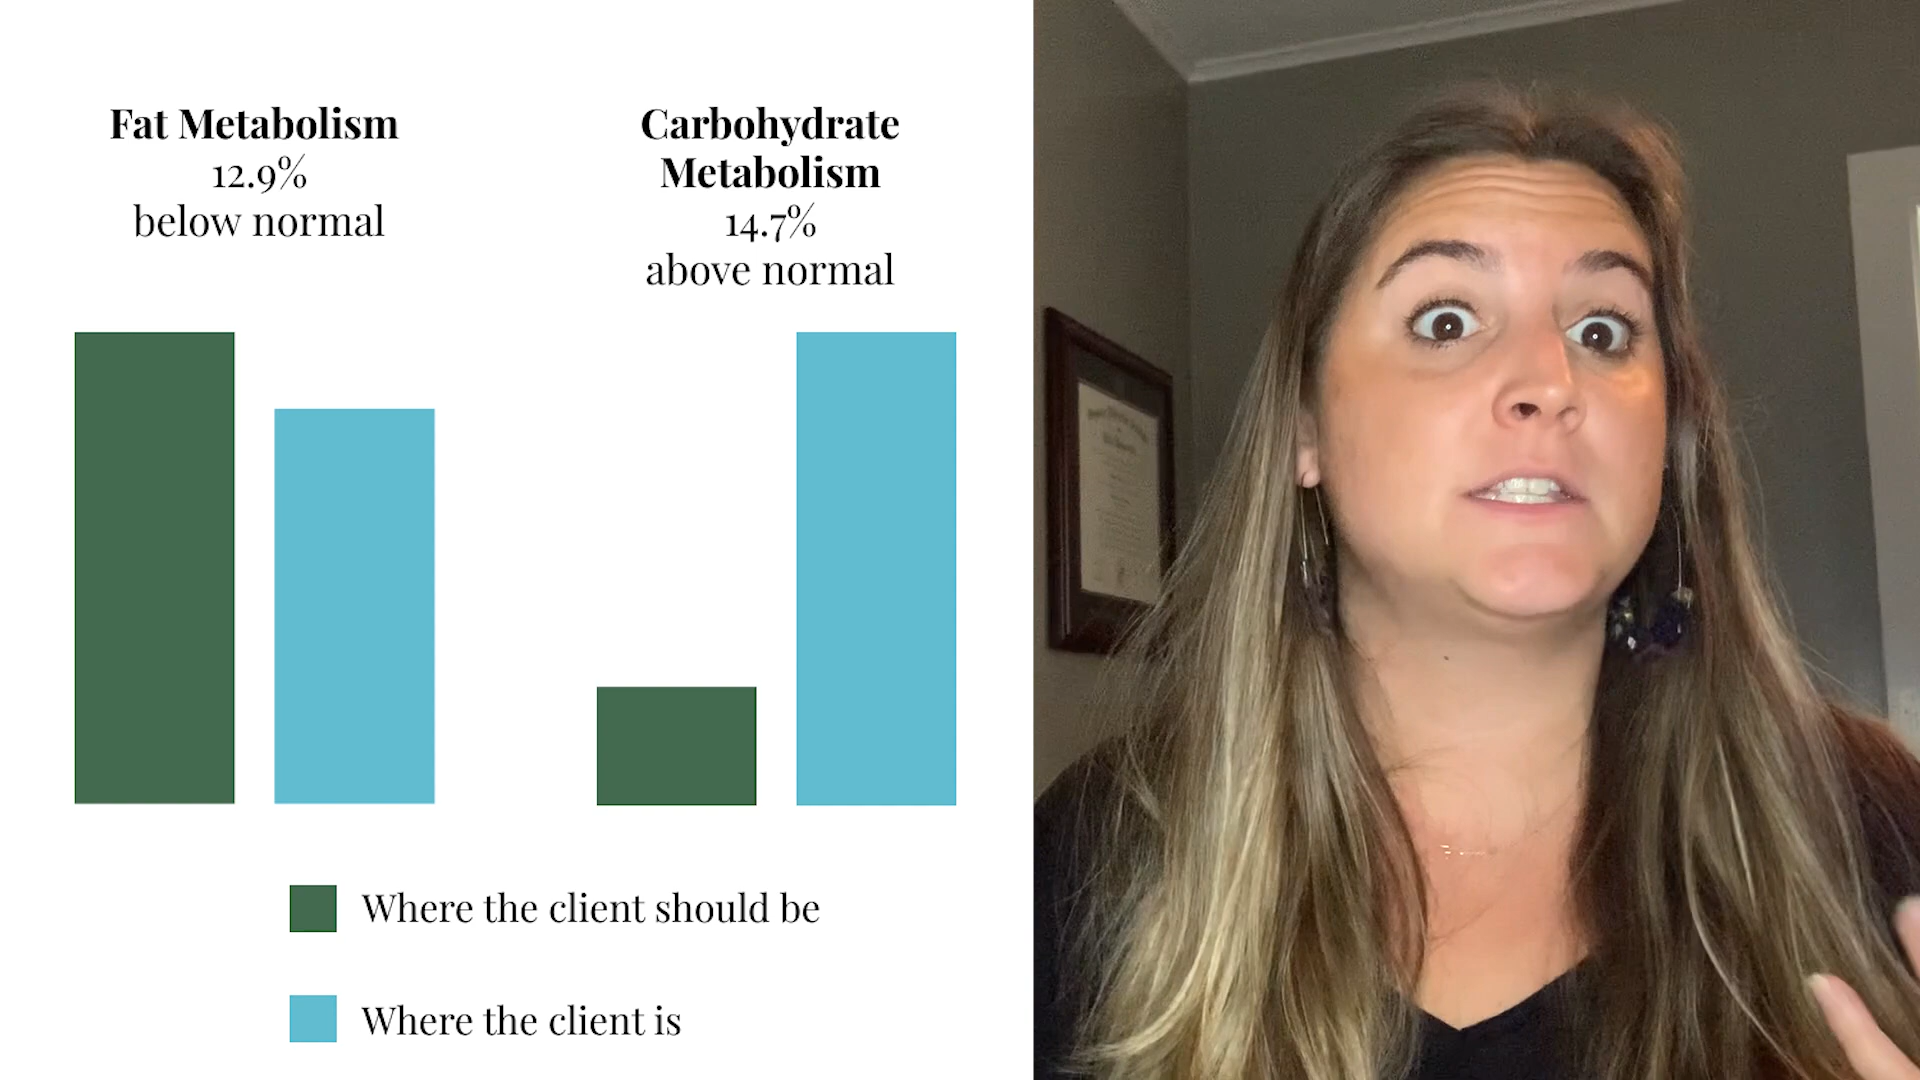 Fat Metabolism
12.9%
below normal
Carbohydrate
Metabolism
14.7%
above normal
Where the client should be
Where the client is